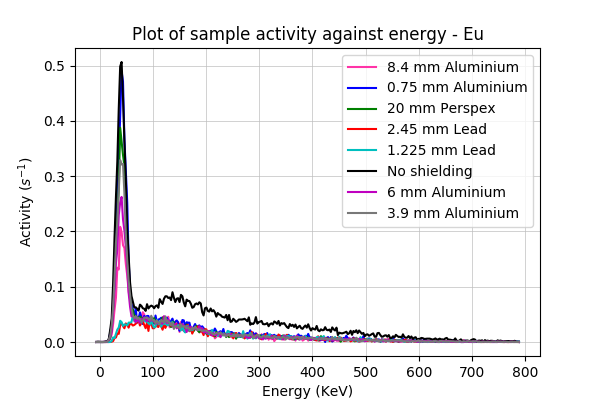 Plot of sample activity against energy - Eu
Activity (s⁻¹)
0.5
0.4
0.3
0.2
0.1
0.0
8.4 mm Aluminium
0.75 mm Aluminium
20 mm Perspex
2.45 mm Lead
1.225 mm Lead
No shielding
6 mm Aluminium
3.9 mm Aluminium
0 100 200 300 400 500 600 700 800
Energy (KeV)